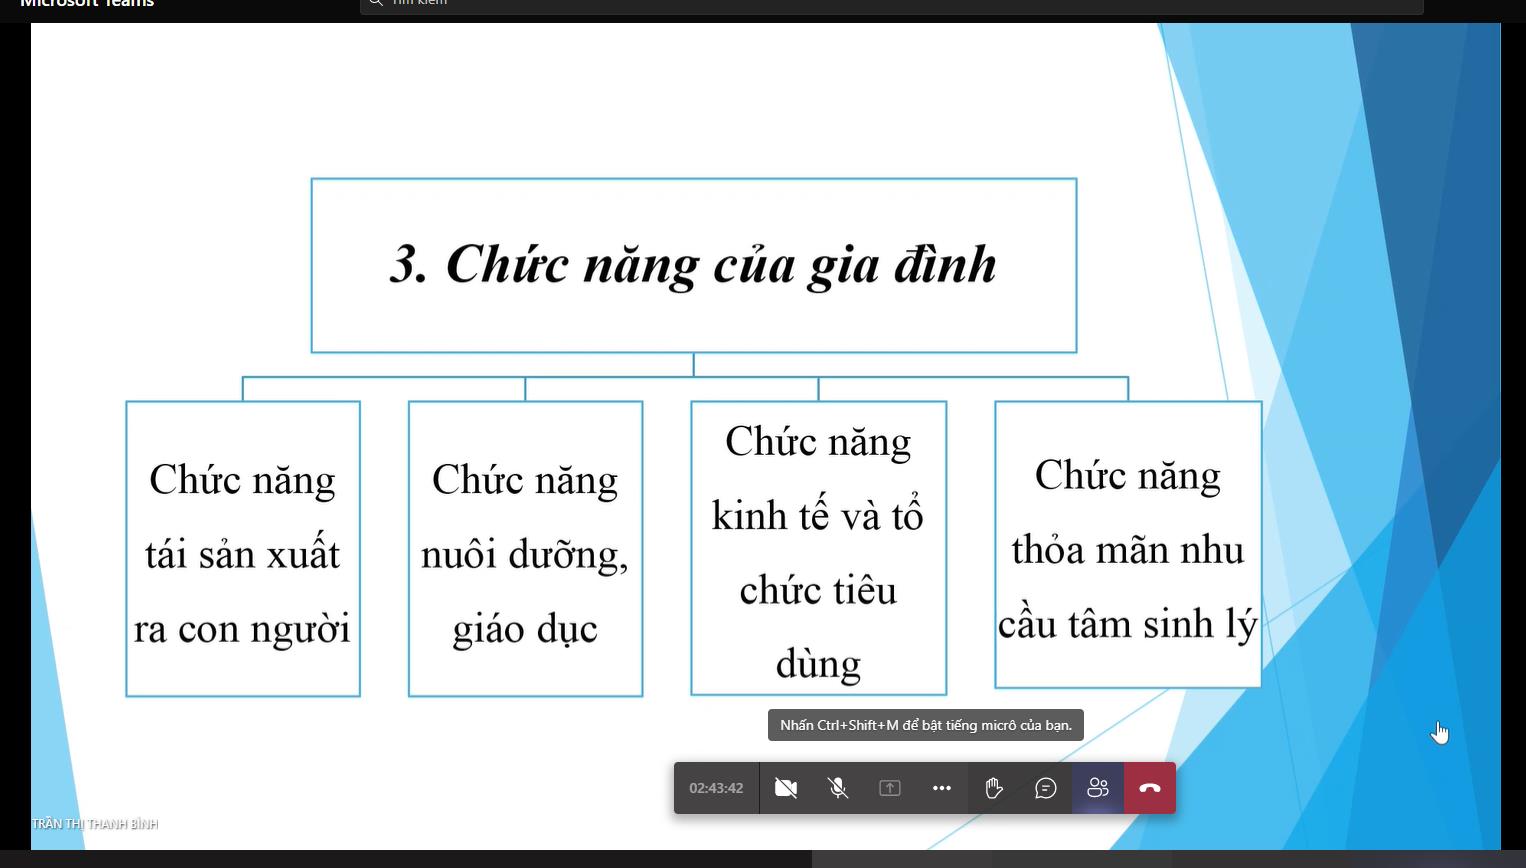 Microsoft Teams
Tìm kiếm
3. Chức năng của gia đình
Chức năng
tái sản xuất
ra con người
Chức năng
nuôi dưỡng,
giáo dục
Chức năng
kinh tế và tổ
chức tiêu
dùng
Chức năng
thỏa mãn nhu
cầu tâm sinh lý
Nhấn Ctrl+Shift+M để bật tiếng micrô của bạn.
02:43:42
TRẦN THỊ THANH BÌNH